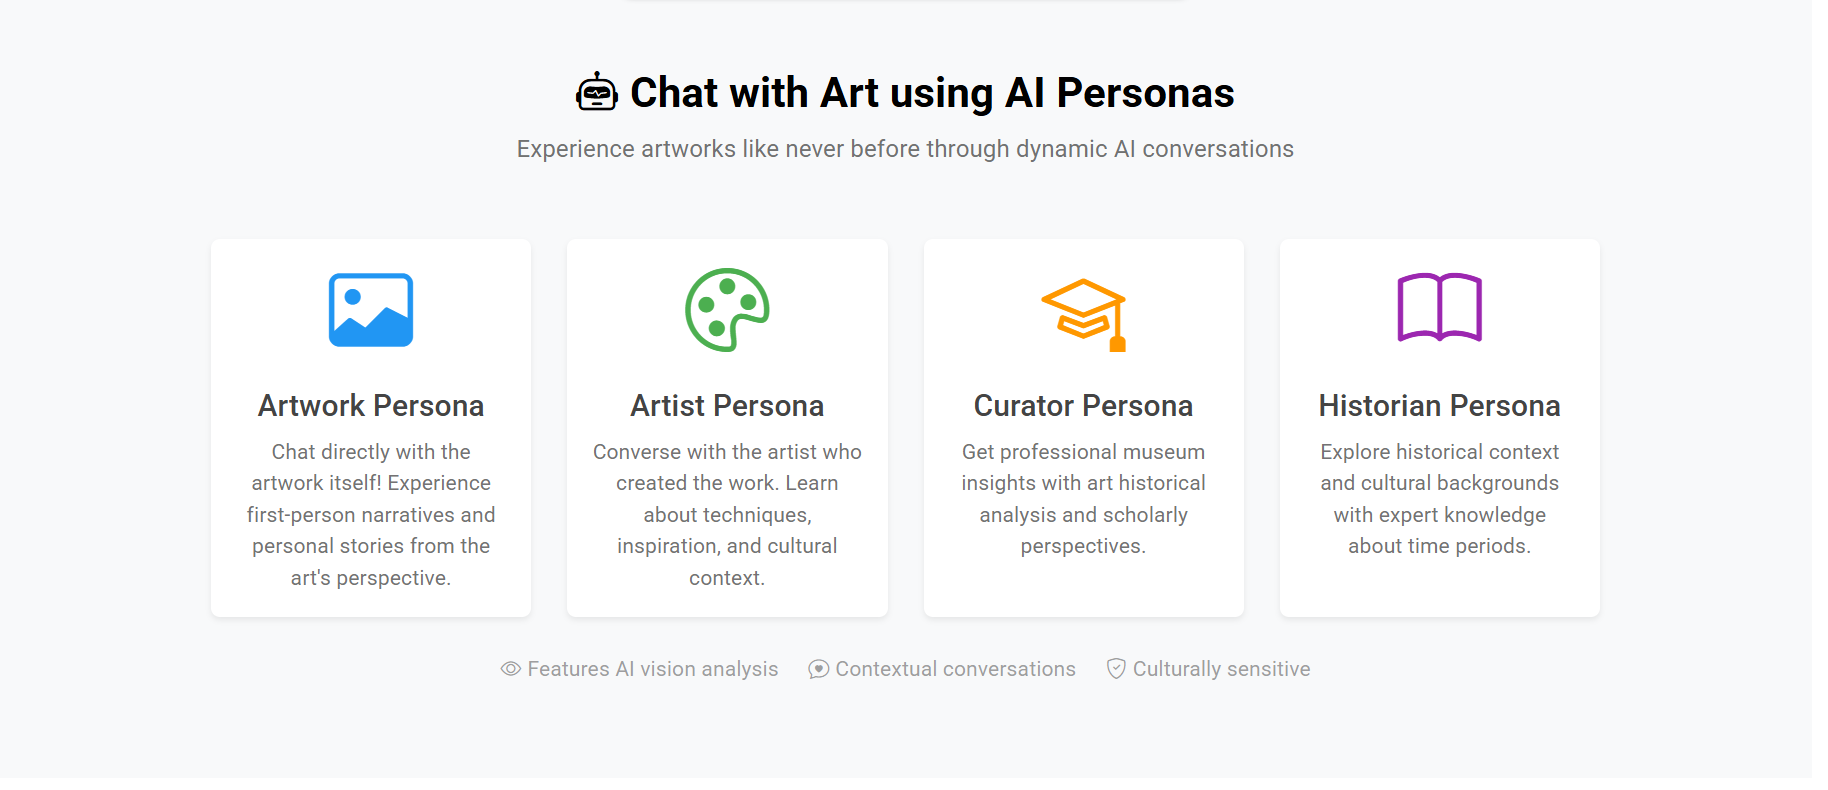 Chat with Art using AI Personas
Experience artworks like never before through dynamic AI conversations
Artwork Persona
Chat directly with the
artwork itself! Experience
first-person narratives and
personal stories from the
art's perspective.
Artist Persona
Converse with the artist who
created the work. Learn
about techniques,
inspiration, and cultural
context.
Curator Persona
Get professional museum
insights with art historical
analysis and scholarly
perspectives.
Historian Persona
Explore historical context
and cultural backgrounds
with expert knowledge
about time periods.
Features AI vision analysis Contextual conversations Culturally sensitive